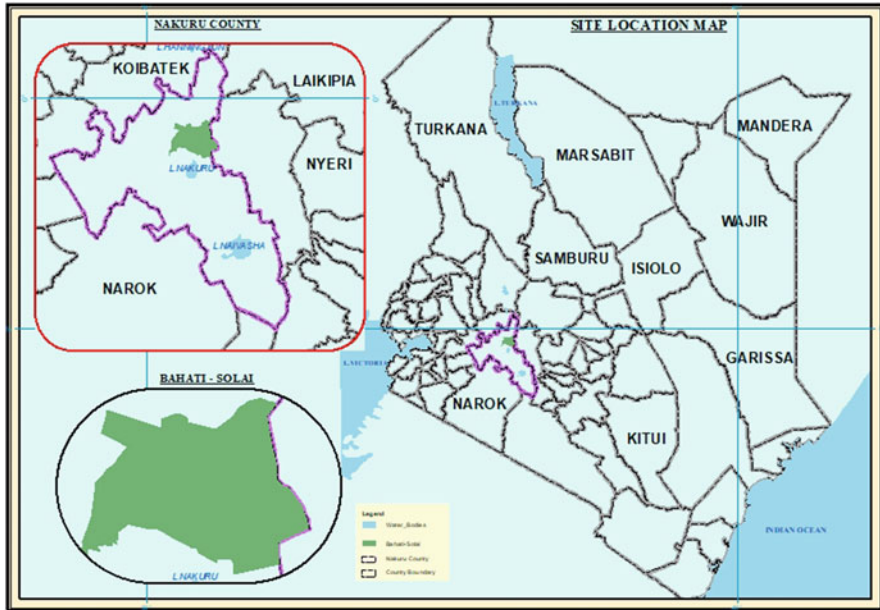 NAKURU COUNTY
SITE LOCATION MAP
L.HANNINGTON
KOIBATEK
LAIKIPIA
NYERI
L.NAKURU
L.NAIVASHA
NAROK
TURKANA
L.TURKANA
MARSABIT
MANDERA
WAJIR
SAMBURU
ISIOLO
GARISSA
L.VICTORIA
NAROK
KITUI
INDIAN OCEAN
BAHATI - SOLAI
L.NAKURU
Legend
Water_Bodies
Bahati-Solai
Nakuru County
County Boundary